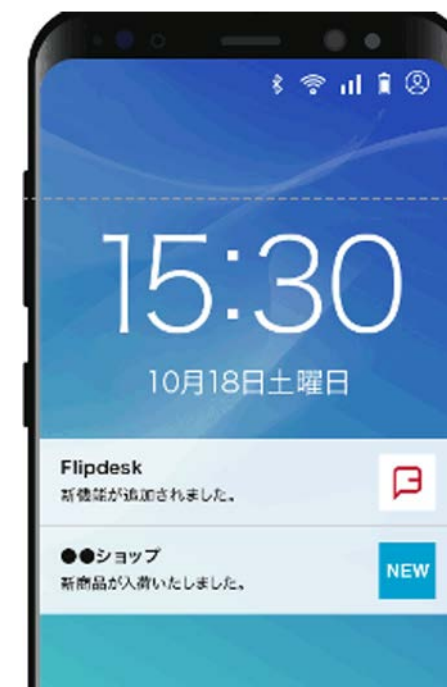 15:30
10月18日土曜日
Flipdesk
新機能が追加されました。
●●ショップ
新商品が入荷いたしました。
NEW